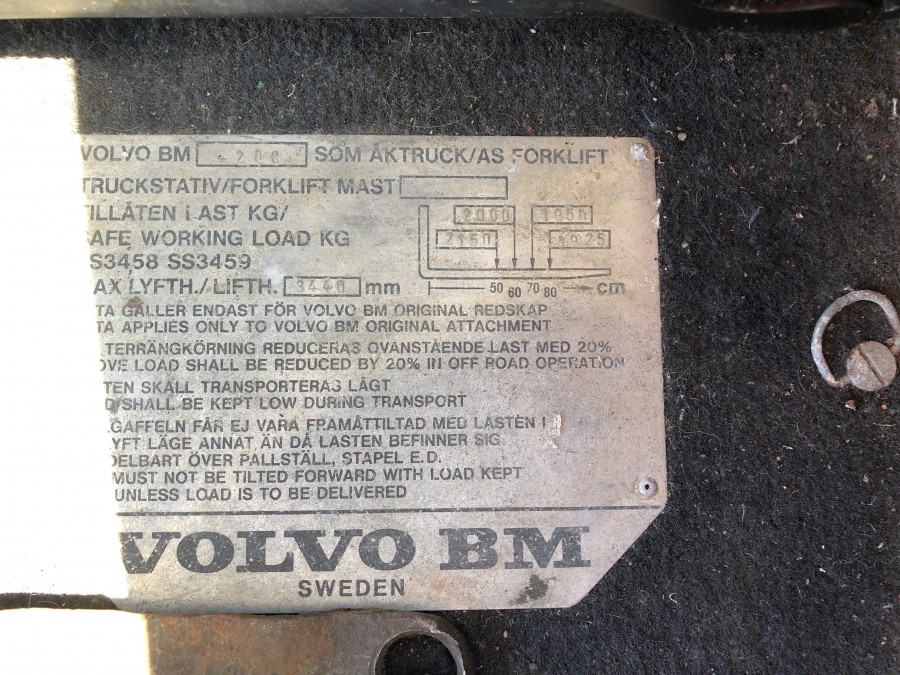 VOLVO BM 4200 SOM ÅKTRUCK/AS FORKLIFT
TRUCKSTATIV/FORKLIFT MAST
TILLÅTEN LAST KG/
2000 1950
AFE WORKING LOAD KG
2150 1925
S3458 SS3459
AX LYFTH./LIFTH. 3440 mm
50 60 70 80 cm
TA GÄLLER ENDAST FÖR VOLVO BM ORIGINAL REDSKAP
TA APPLIES ONLY TO VOLVO BM ORIGINAL ATTACHMENT
TERRÄNGKÖRNING REDUCERAS OVANSTÅENDE LAST MED 20%
OVE LOAD SHALL BE REDUCED BY 20% IN OFF ROAD OPERATION
TEN SKALL TRANSPORTERAS LÅGT
D SHALL BE KEPT LOW DURING TRANSPORT
GAFFELN FÅR EJ VARA FRAMÅTTILTAD MED LASTEN I
YFT LÄGE ANNAT ÄN DÅ LASTEN BEFINNER SIG
DELBART ÖVER PALLSTÄLL, STAPEL E.D.
MUST NOT BE TILTED FORWARD WITH LOAD KEPT
UNLESS LOAD IS TO BE DELIVERED
VOLVO BM
SWEDEN